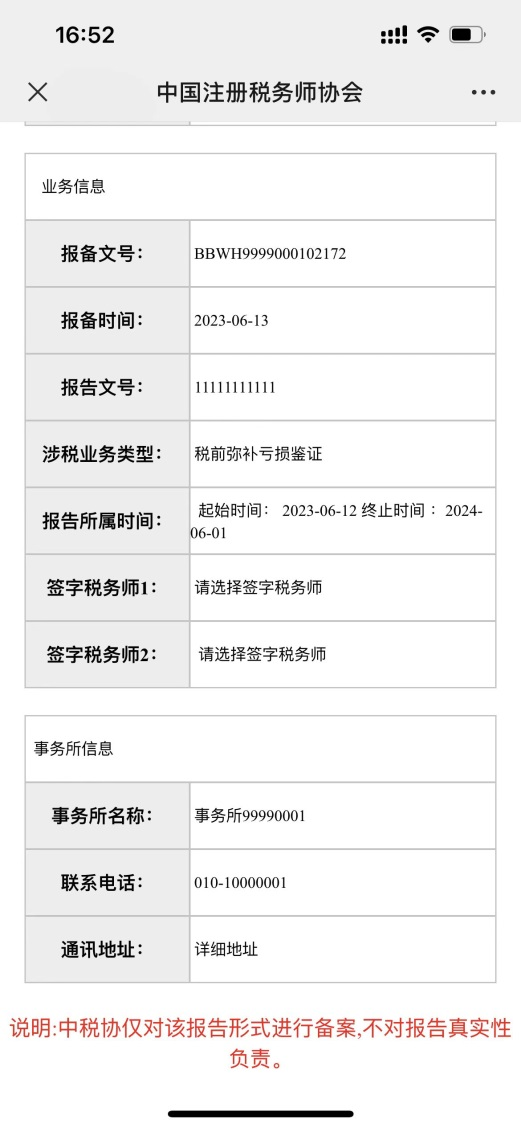 16:52
中国注册税务师协会
业务信息
报备文号： BBWH9999000102172
报备时间： 2023-06-13
报告文号： 11111111111
涉税业务类型： 税前弥补亏损鉴证
报告所属时间： 起始时间： 2023-06-12 终止时间 ：2024-
06-01
签字税务师1： 请选择签字税务师
签字税务师2： 请选择签字税务师
事务所信息
事务所名称： 事务所99990001
联系电话： 010-10000001
通讯地址： 详细地址
说明:中税协仅对该报告形式进行备案,不对报告真实性
负责。